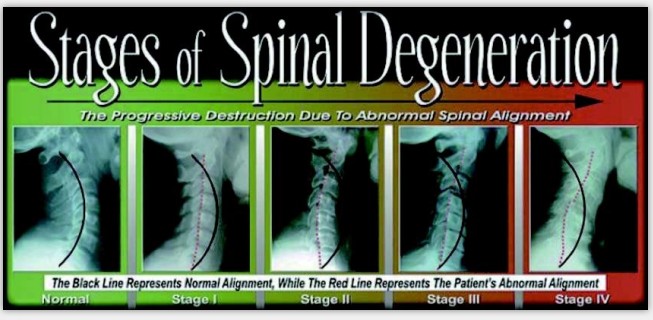 Stages of Spinal Degeneration
The Progressive Destruction Due To Abnormal Spinal Alignment
The Black Line Represents Normal Alignment, While The Red Line Represents The Patient's Abnormal Alignment
Normal Stage I Stage II Stage III Stage IV